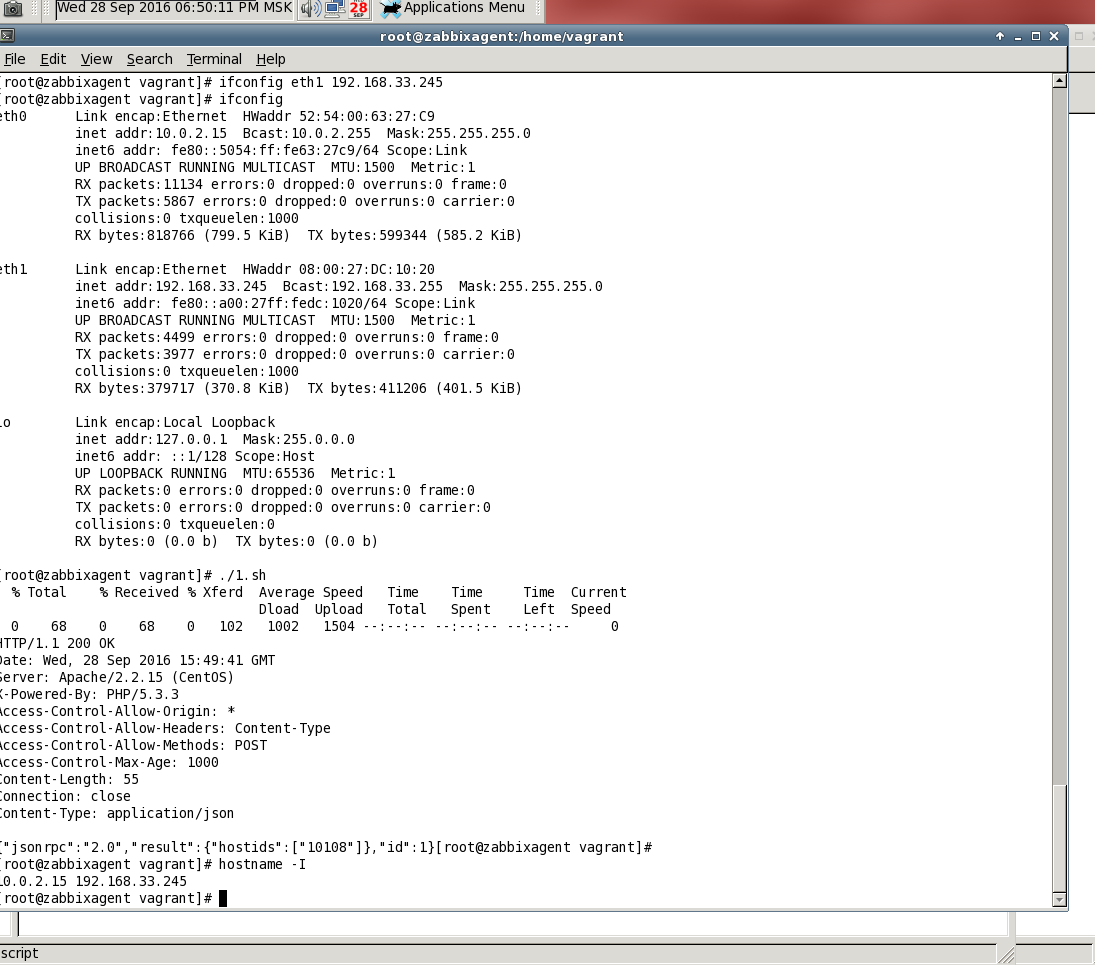 Wed 28 Sep 2016 06:50:11 PM MSK 28 SEP Applications Menu
root@zabbixagent:/home/vagrant
File Edit View Search Terminal Help
[root@zabbixagent vagrant]# ifconfig eth1 192.168.33.245
[root@zabbixagent vagrant]# ifconfig
eth0      Link encap:Ethernet  HWaddr 52:54:00:63:27:C9
          inet addr:10.0.2.15  Bcast:10.0.2.255  Mask:255.255.255.0
          inet6 addr: fe80::5054:ff:fe63:27c9/64 Scope:Link
          UP BROADCAST RUNNING MULTICAST  MTU:1500  Metric:1
          RX packets:11134 errors:0 dropped:0 overruns:0 frame:0
          TX packets:5867 errors:0 dropped:0 overruns:0 carrier:0
          collisions:0 txqueuelen:1000
          RX bytes:818766 (799.5 KiB)  TX bytes:599344 (585.2 KiB)
eth1      Link encap:Ethernet  HWaddr 08:00:27:DC:10:20
          inet addr:192.168.33.245  Bcast:192.168.33.255  Mask:255.255.255.0
          inet6 addr: fe80::a00:27ff:fedc:1020/64 Scope:Link
          UP BROADCAST RUNNING MULTICAST  MTU:1500  Metric:1
          RX packets:4499 errors:0 dropped:0 overruns:0 frame:0
          TX packets:3977 errors:0 dropped:0 overruns:0 carrier:0
          collisions:0 txqueuelen:1000
          RX bytes:379717 (370.8 KiB)  TX bytes:411206 (401.5 KiB)
lo        Link encap:Local Loopback
          inet addr:127.0.0.1  Mask:255.0.0.0
          inet6 addr: ::1/128 Scope:Host
          UP LOOPBACK RUNNING  MTU:65536  Metric:1
          RX packets:0 errors:0 dropped:0 overruns:0 frame:0
          TX packets:0 errors:0 dropped:0 overruns:0 carrier:0
          collisions:0 txqueuelen:0
          RX bytes:0 (0.0 b)  TX bytes:0 (0.0 b)
[root@zabbixagent vagrant]# ./1.sh
  % Total    % Received % Xferd  Average Speed   Time    Time     Time  Current
                                 Dload  Upload   Total   Spent    Left  Speed
  0    68    0    68    0   102   1002   1504 --:--:-- --:--:-- --:--:--     0
HTTP/1.1 200 OK
Date: Wed, 28 Sep 2016 15:49:41 GMT
Server: Apache/2.2.15 (CentOS)
X-Powered-By: PHP/5.3.3
Access-Control-Allow-Origin: *
Access-Control-Allow-Headers: Content-Type
Access-Control-Allow-Methods: POST
Access-Control-Max-Age: 1000
Content-Length: 55
Connection: close
Content-Type: application/json
{"jsonrpc":"2.0","result":{"hostids":["10108"]},"id":1}[root@zabbixagent vagrant]#
[root@zabbixagent vagrant]# hostname -I
10.0.2.15 192.168.33.245
[root@zabbixagent vagrant]#
script